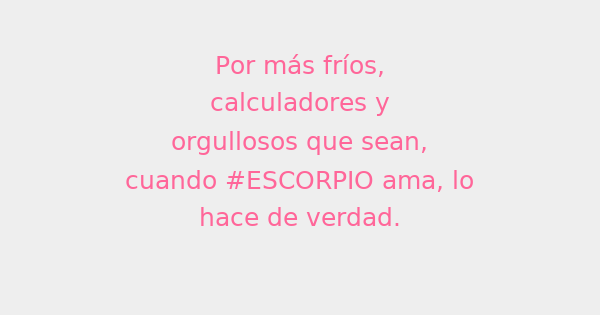 Por más fríos,
calculadores y
orgullosos que sean,
cuando #ESCORPIO ama, lo
hace de verdad.